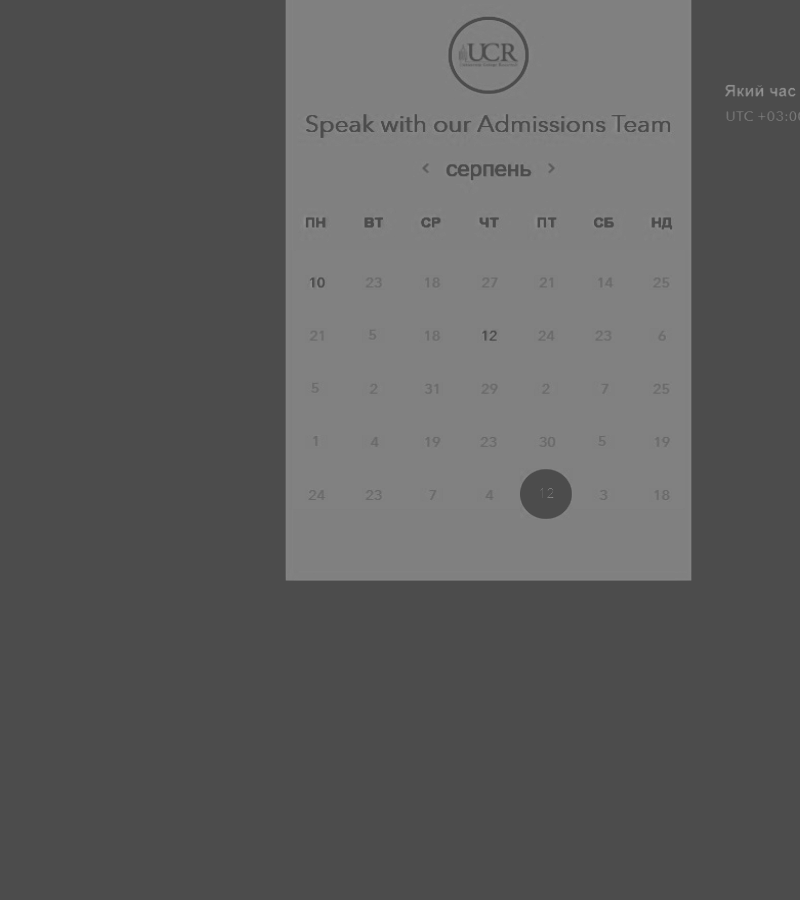 UCR
Speak with our Admissions Team
Який час
UTC +03:0
< серпень >
ПН ВТ СР ЧТ ПТ СБ НД
10 23 18 27 21 14 25
21 5 18 12 24 23 6
5 2 31 29 2 7 25
1 4 19 23 30 5 19
24 23 7 4 12 3 18